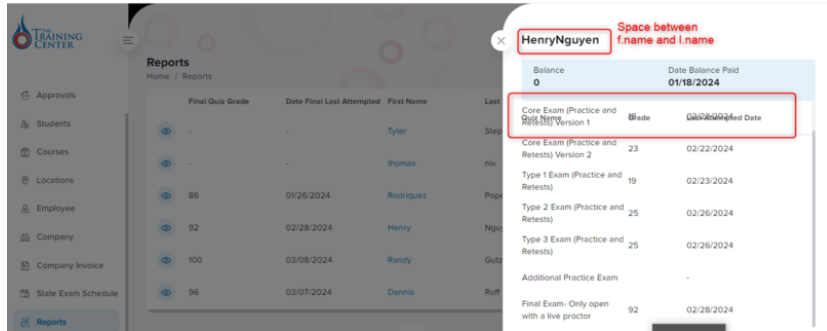 THE
TRAINING
CENTER
Approvals
Students
Courses
Locations
Employee
Company
Company Invoice
State Exam Schedule
Reports
Reports
Home / Reports
Final Quiz Grade Date Final Last Attempted First Name Last
- - Tyler Step
- - thomas nix
86 01/26/2024 Rodriquez Pope
92 02/28/2024 Henry Nguy
100 03/08/2024 Randy Gutz
96 03/07/2024 Dennis Ruff
HenryNguyen
Space between
f.name and l.name
Balance Date Balance Paid
0 01/18/2024
Core Exam (Practice and
Retests) Version 1
Quiz Name Grade Last Attempted Date
Core Exam (Practice and
Retests) Version 2
23 02/22/2024
Type 1 Exam (Practice and
Retests)
19 02/23/2024
Type 2 Exam (Practice and
Retests)
25 02/26/2024
Type 3 Exam (Practice and
Retests)
25 02/26/2024
Additional Practice Exam -
Final Exam- Only open
with a live proctor
92 02/28/2024